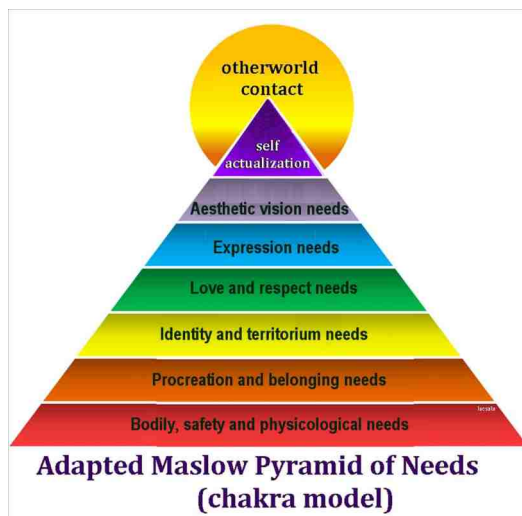 otherworld
contact
self
actualization
Aesthetic vision needs
Expression needs
Love and respect needs
Identity and territorium needs
Procreation and belonging needs
Bodily, safety and physicological needs
Adapted Maslow Pyramid of Needs
(chakra model)